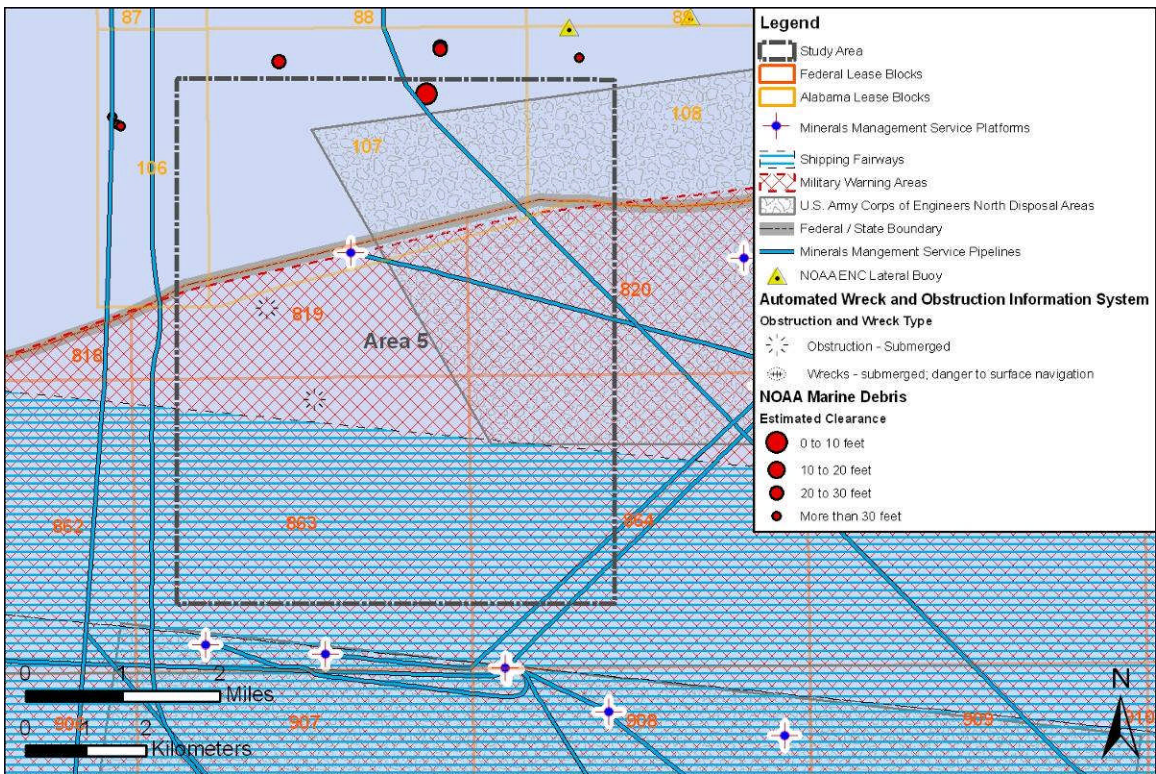 87
88
Legend
Study Area
Federal Lease Blocks
Alabama Lease Blocks
Minerals Management Service Platforms
Shipping Fairways
Military Warning Areas
U.S. Army Corps of Engineers North Disposal Areas
Federal / State Boundary
Minerals Mangement Service Pipelines
NOAA ENC Lateral Buoy
Automated Wreck and Obstruction Information System
Obstruction and Wreck Type
Obstruction - Submerged
Wrecks - submerged; danger to surface navigation
NOAA Marine Debris
Estimated Clearance
0 to 10 feet
10 to 20 feet
20 to 30 feet
More than 30 feet
106
107
108
818
819
820
Area 5
862
863
864
0 1 2
Miles
0 1 2
Kilometers
907
908
909
910
N